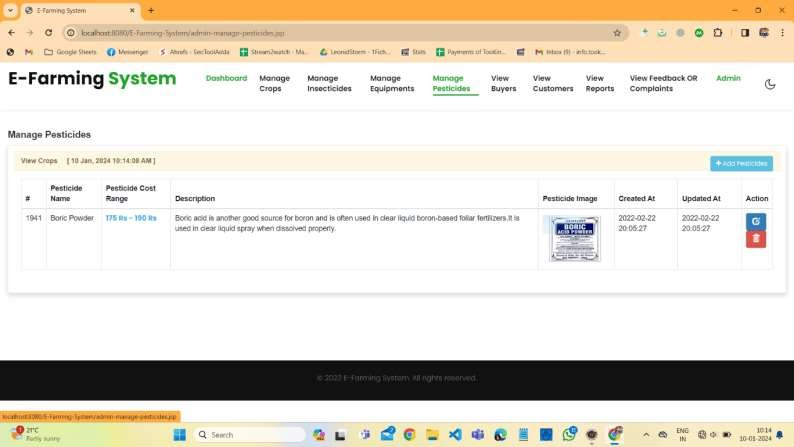 E-Farming System
localhost:8080/E-Farming-System/admin-manage-pesticides.jsp
Google Sheets
Messenger
Ahrefs - SeoToolAdda
Stream2watch - Ma...
LeonidStorm - 1Fich...
Stats
Payments of ToolKin...
Inbox (9) - info.took...
E-Farming System
Dashboard
Manage Crops
Manage Insecticides
Manage Equipments
Manage Pesticides
View Buyers
View Customers
View Reports
View Feedback OR Complaints
Admin
Manage Pesticides
View Crops [ 10 Jan, 2024 10:14:08 AM ]
+ Add Pesticides
# Pesticide Name Pesticide Cost Range Description Pesticide Image Created At Updated At Action
1941 Boric Powder 175 Rs - 190 Rs Boric acid is another good source for boron and is often used in clear liquid boron-based foliar fertilizers.It is
used in clear liquid spray when dissolved properly.
BORIC
ACID POWDER
2022-02-22
20:05:27
2022-02-22
20:05:27
© 2022 E-Farming System. All rights reserved.
localhost:8080/E-Farming-System/admin-manage-pesticides.jsp
21°C
Partly sunny
Search
ENG
IN
10:14
10-01-2024